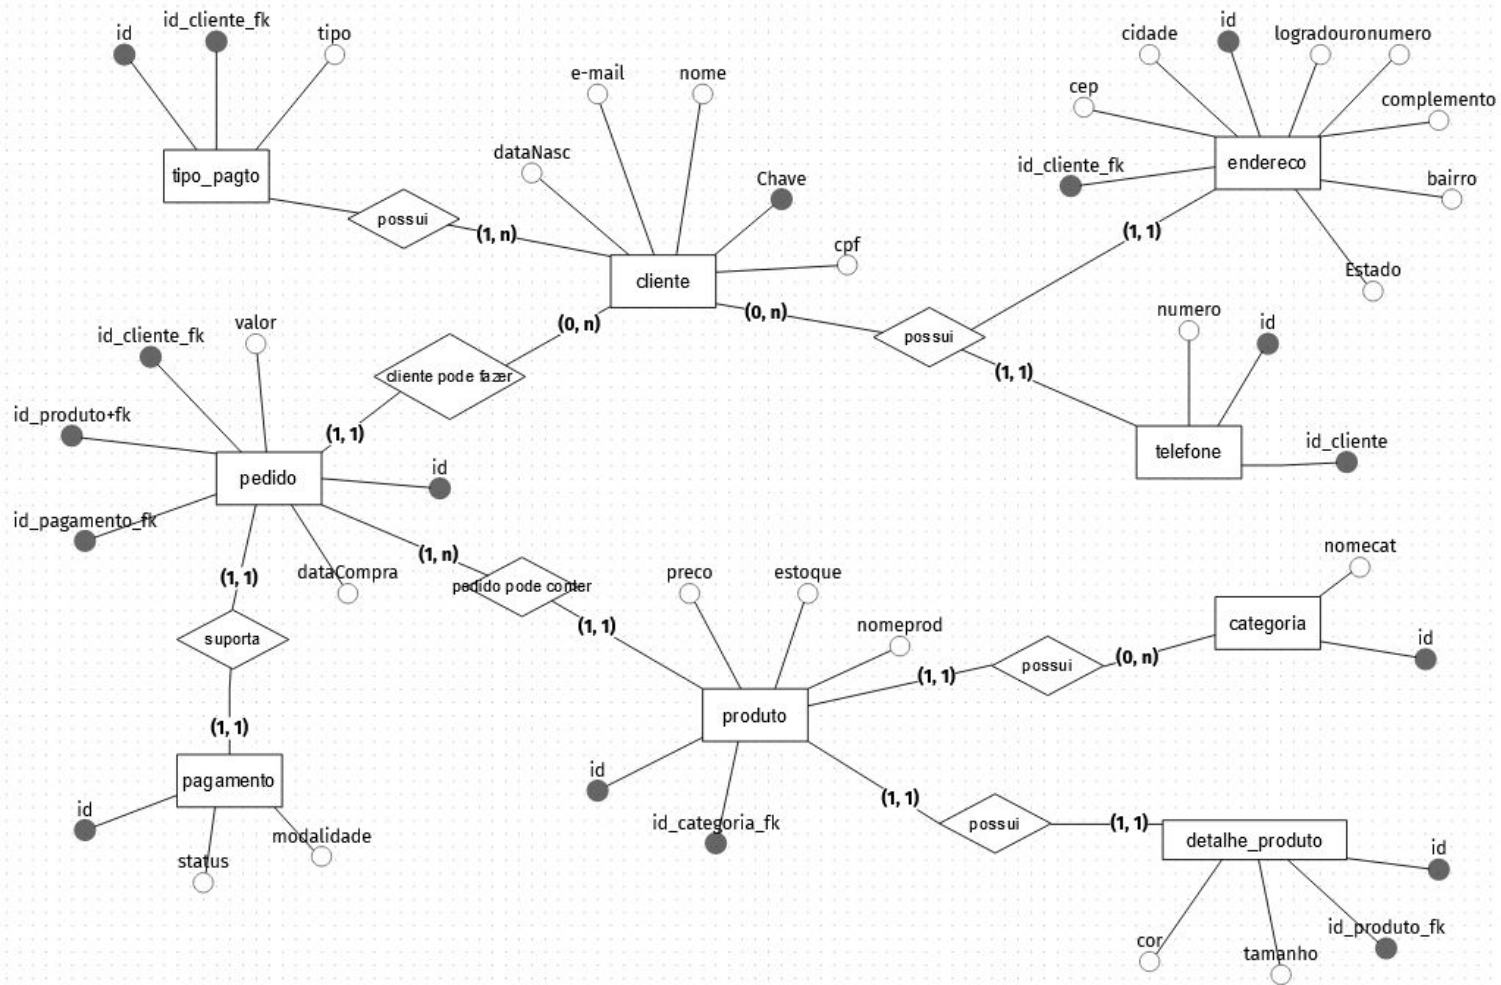 id
id_cliente_fk
tipo
tipo_pagto
possui
(1, n)
e-mail
nome
dataNasc
Chave
cpf
cliente
(0, n)
(0, n)
cidade
id
logradouro
numero
cep
complemento
id_cliente_fk
endereco
bairro
Estado
(1, 1)
possui
(1, 1)
numero
id
telefone
id_cliente
cliente pode fazer
(1, 1)
id_cliente_fk
valor
id_produto+fk
pedido
id
id_pagamento_fk
dataCompra
(1, 1)
suporta
(1, 1)
pagamento
id
status
modalidade
(1, n)
pedido pode conter
(1, 1)
preco
estoque
nomeprod
produto
id
id_categoria_fk
(1, 1)
possui
(0, n)
nomecat
categoria
id
(1, 1)
possui
(1, 1)
detalhe_produto
id
id_produto_fk
cor
tamanho